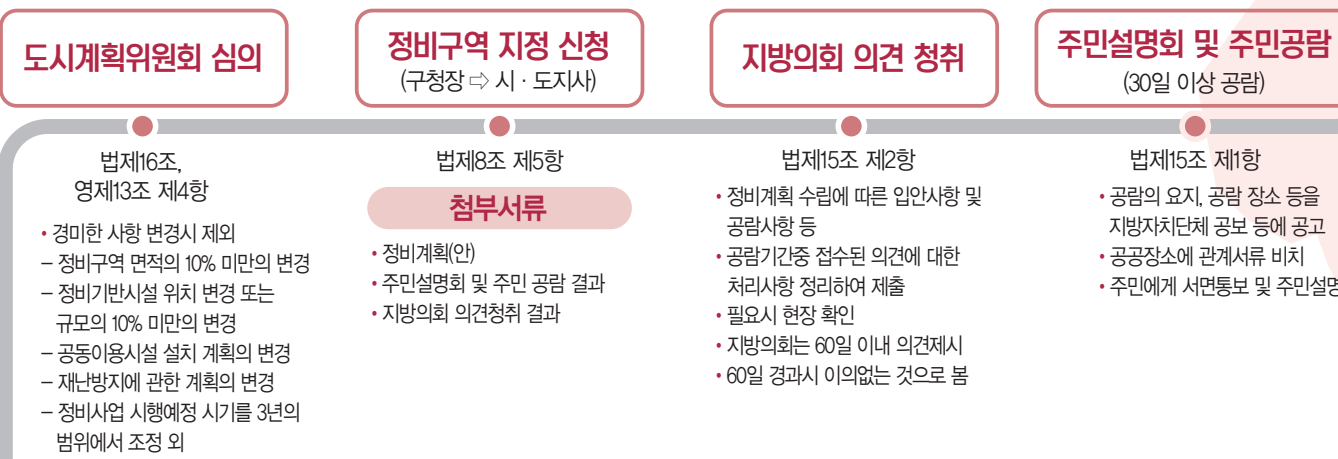 도시계획위원회 심의
법제16조,
영제13조 제4항
• 경미한 사항 변경시 제외
– 정비구역 면적의 10% 미만의 변경
– 정비기반시설 위치 변경 또는
규모의 10% 미만의 변경
– 공동이용시설 설치 계획의 변경
– 재난방지에 관한 계획의 변경
– 정비사업 시행예정 시기를 3년의
범위에서 조정 외
정비구역 지정 신청
(구청장 ⇨ 시 · 도지사)
법제8조 제5항
첨부서류
• 정비계획(안)
• 주민설명회 및 주민 공람 결과
• 지방의회 의견청취 결과
지방의회 의견 청취
법제15조 제2항
• 정비계획 수립에 따른 입안사항 및
공람사항 등
• 공람기간중 접수된 의견에 대한
처리사항 정리하여 제출
• 필요시 현장 확인
• 지방의회는 60일 이내 의견제시
• 60일 경과시 이의없는 것으로 봄
주민설명회 및 주민공람
(30일 이상 공람)
법제15조 제1항
• 공람의 요지, 공람 장소 등을
지방자치단체 공보 등에 공고
• 공공장소에 관계서류 비치
• 주민에게 서면통보 및 주민설명